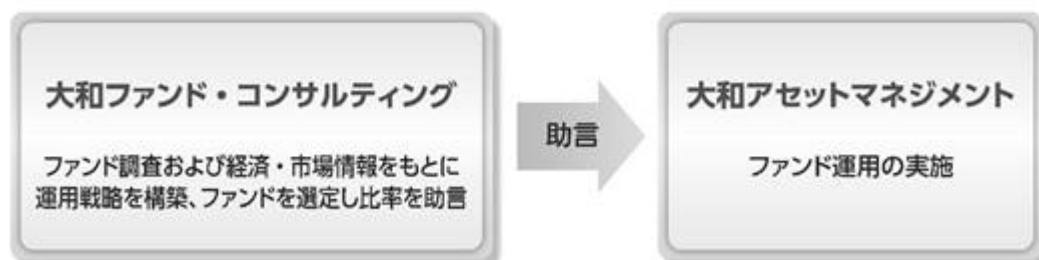 大和ファンド・コンサルティング
ファンド調査および経済・市場情報をもとに
運用戦略を構築、ファンドを選定し比率を助言
助言
大和アセットマネジメント
ファンド運用の実施